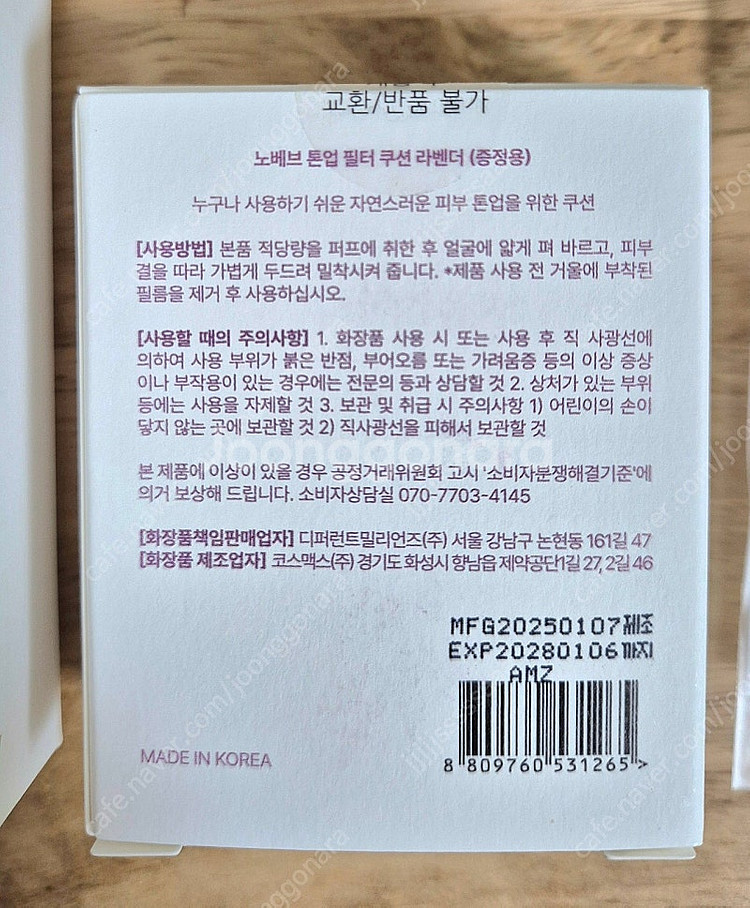 교환/반품 불가
노베브 톤업 필터 쿠션 라벤더 (증정용)
누구나 사용하기 쉬운 자연스러운 피부 톤업을 위한 쿠션
[사용방법] 본품 적당량을 퍼프에 취한 후 얼굴에 얇게 펴 바르고, 피부
결을 따라 가볍게 두드려 밀착시켜 줍니다. *제품 사용 전 거울에 부착된
필름을 제거 후 사용하십시오.
[사용할 때의 주의사항] 1. 화장품 사용 시 또는 사용 후 직 사광선에
의하여 사용 부위가 붉은 반점, 부어오름 또는 가려움증 등의 이상 증상
이나 부작용이 있는 경우에는 전문의 등과 상담할 것 2. 상처가 있는 부위
등에는 사용을 자제할 것 3. 보관 및 취급 시 주의사항 1) 어린이의 손이
닿지 않는 곳에 보관할 것 2) 직사광선을 피해서 보관할 것
joonggonara
본 제품에 이상이 있을 경우 공정거래위원회 고시 '소비자분쟁해결기준'에
의거 보상해 드립니다. 소비자상담실 070-7703-4145
[화장품책임판매업자] 디퍼런트밀리언즈(주) 서울 강남구 논현동 161길 47
[화장품 제조업자] 코스맥스(주) 경기도 화성시 향남읍 제약공단1길 27, 2길 46
MFG20250107제조
EXP20280106까지
AMZ
MADE IN KOREA
8 809760 531265 >